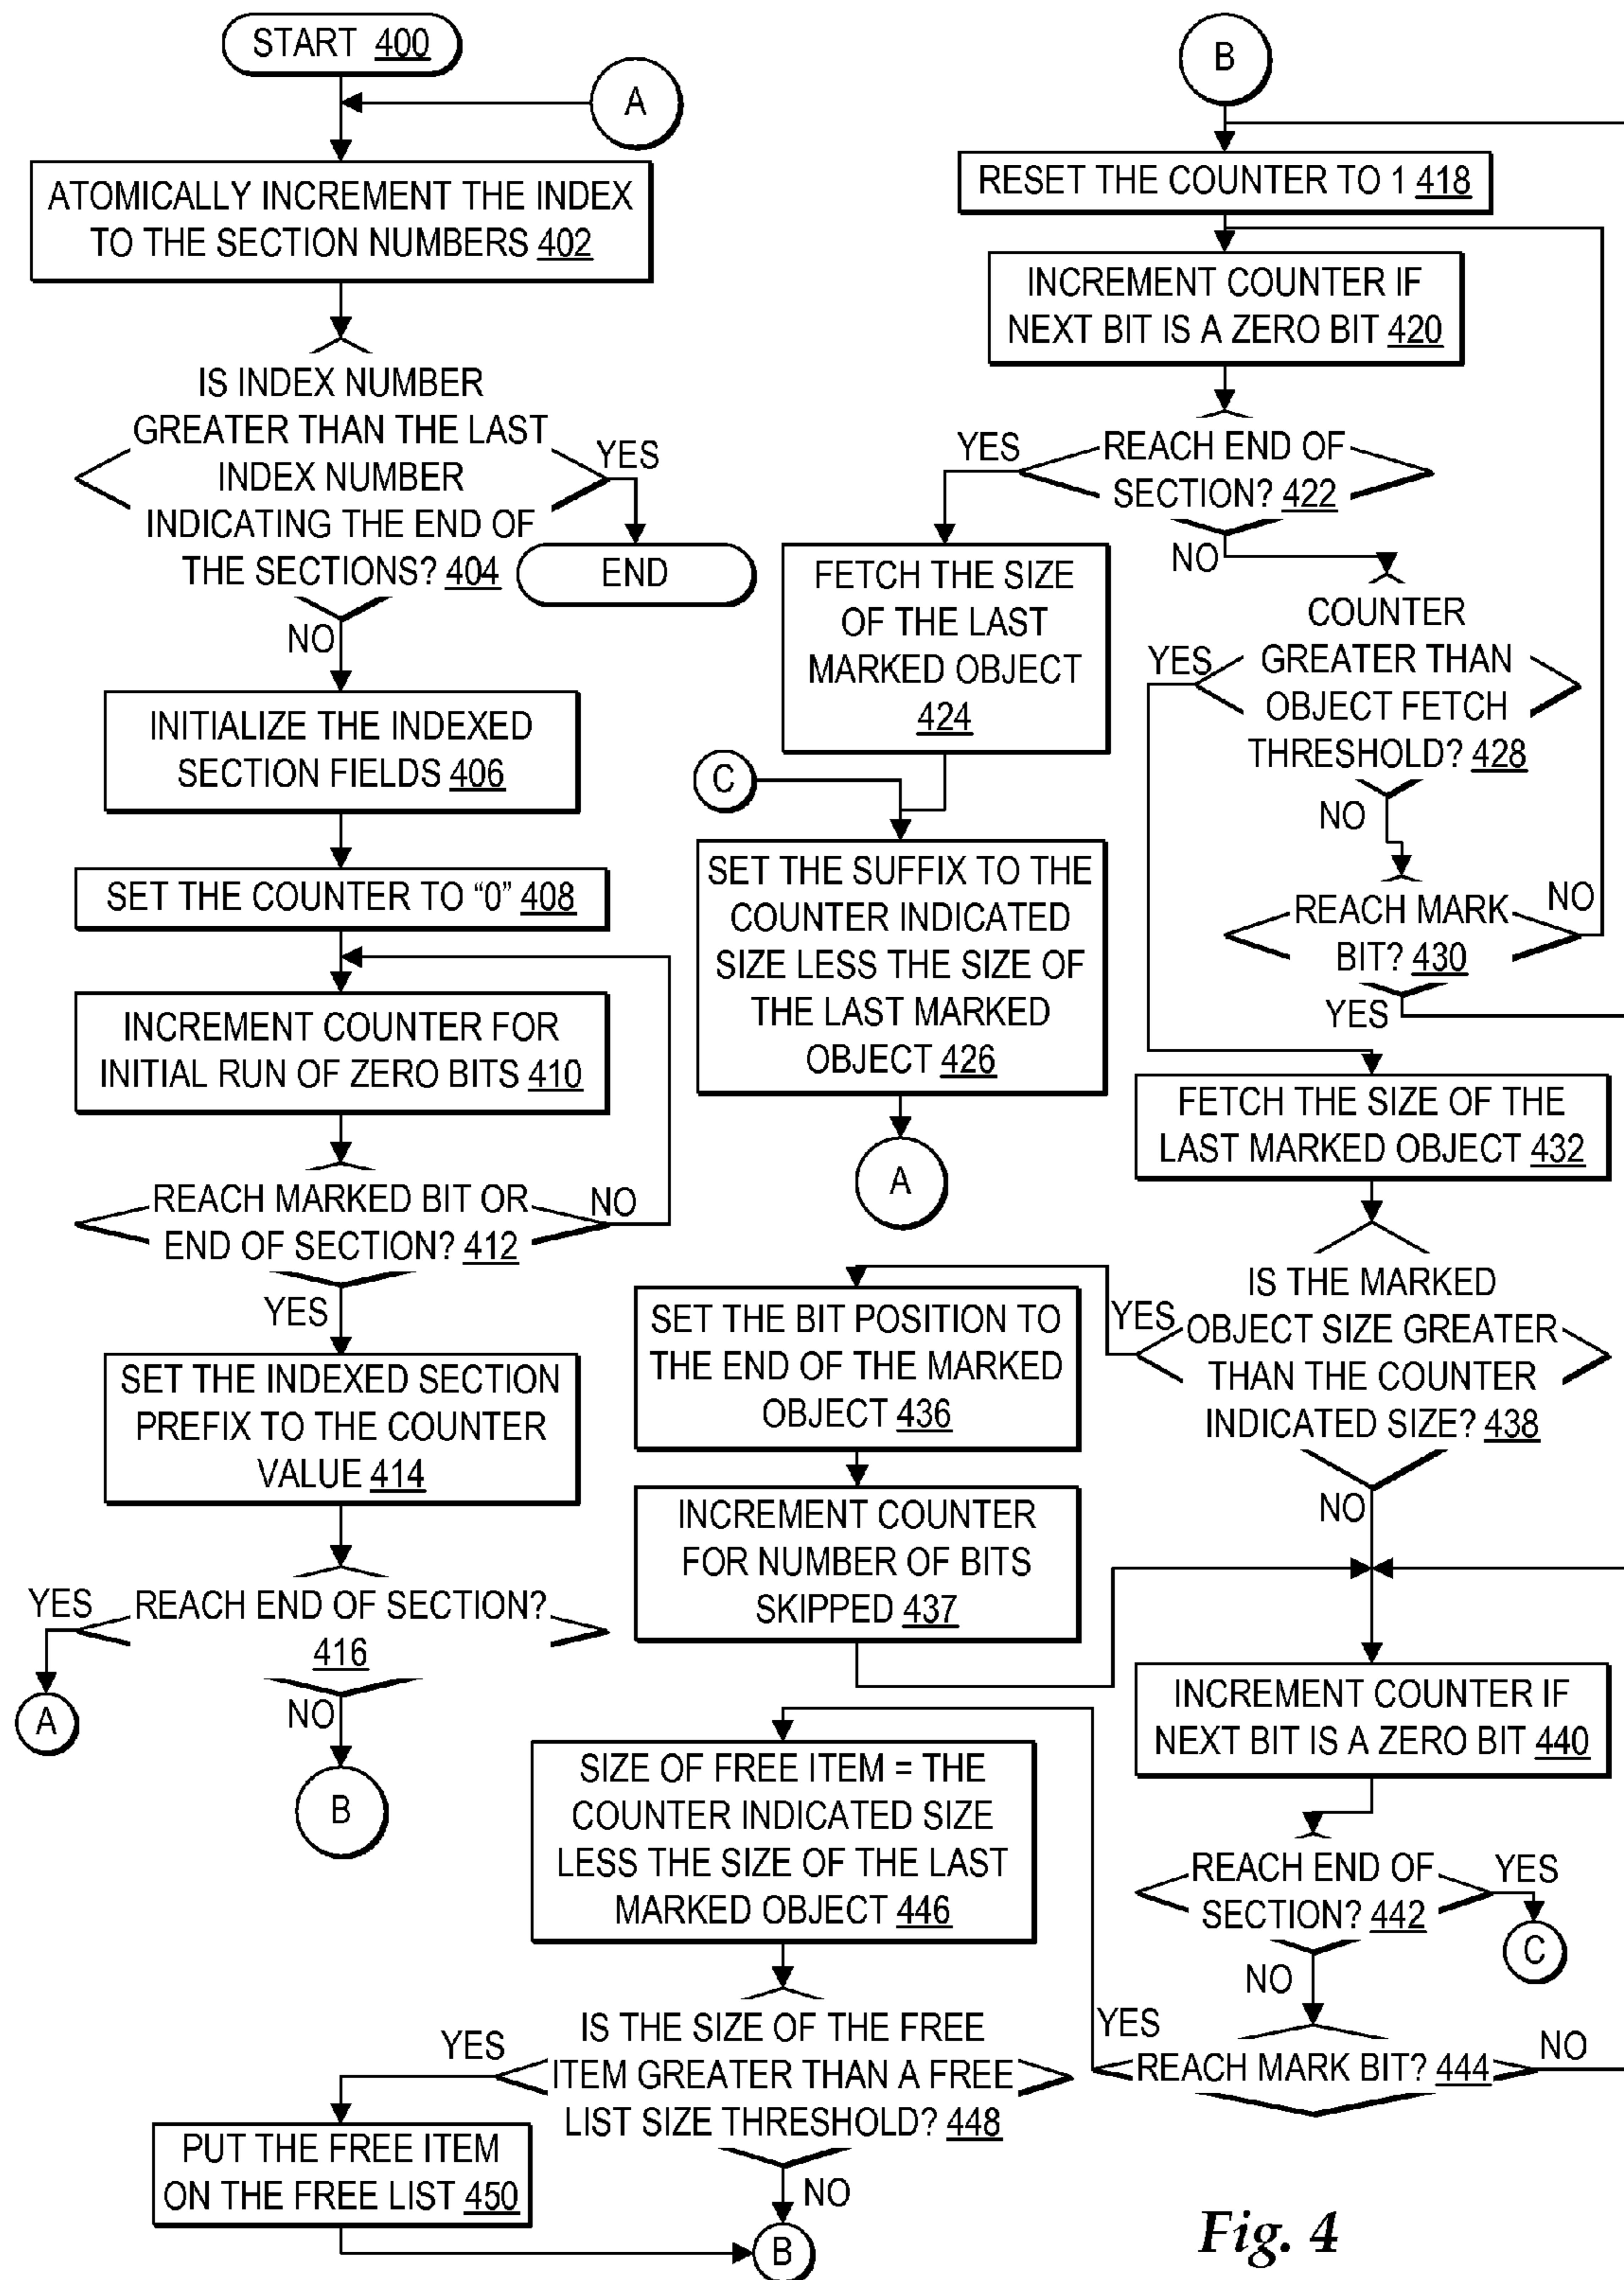 START 400
A
ATOMICALLY INCREMENT THE INDEX
TO THE SECTION NUMBERS 402
IS INDEX NUMBER
GREATER THAN THE LAST
INDEX NUMBER
INDICATING THE END OF
THE SECTIONS? 404
YES
END
NO
INITIALIZE THE INDEXED
SECTION FIELDS 406
SET THE COUNTER TO “0” 408
INCREMENT COUNTER FOR
INITIAL RUN OF ZERO BITS 410
REACH MARKED BIT OR
END OF SECTION? 412
NO
YES
SET THE INDEXED SECTION
PREFIX TO THE COUNTER
VALUE 414
REACH END OF SECTION?
416
YES
A
NO
B
B
RESET THE COUNTER TO 1 418
INCREMENT COUNTER IF
NEXT BIT IS A ZERO BIT 420
REACH END OF
SECTION? 422
YES
NO
FETCH THE SIZE
OF THE LAST
MARKED OBJECT
424
C
SET THE SUFFIX TO THE
COUNTER INDICATED
SIZE LESS THE SIZE OF
THE LAST MARKED
OBJECT 426
A
COUNTER
GREATER THAN
OBJECT FETCH
THRESHOLD? 428
YES
NO
REACH MARK
BIT? 430
NO
YES
FETCH THE SIZE OF THE
LAST MARKED OBJECT 432
IS THE MARKED
OBJECT SIZE GREATER
THAN THE COUNTER
INDICATED SIZE? 438
YES
NO
SET THE BIT POSITION TO
THE END OF THE MARKED
OBJECT 436
INCREMENT COUNTER
FOR NUMBER OF BITS
SKIPPED 437
INCREMENT COUNTER IF
NEXT BIT IS A ZERO BIT 440
REACH END OF
SECTION? 442
YES
C
NO
REACH MARK BIT? 444
YES
NO
SIZE OF FREE ITEM = THE
COUNTER INDICATED SIZE
LESS THE SIZE OF THE LAST
MARKED OBJECT 446
IS THE SIZE OF THE FREE
ITEM GREATER THAN A FREE
LIST SIZE THRESHOLD? 448
YES
NO
PUT THE FREE ITEM
ON THE FREE LIST 450
B
Fig. 4